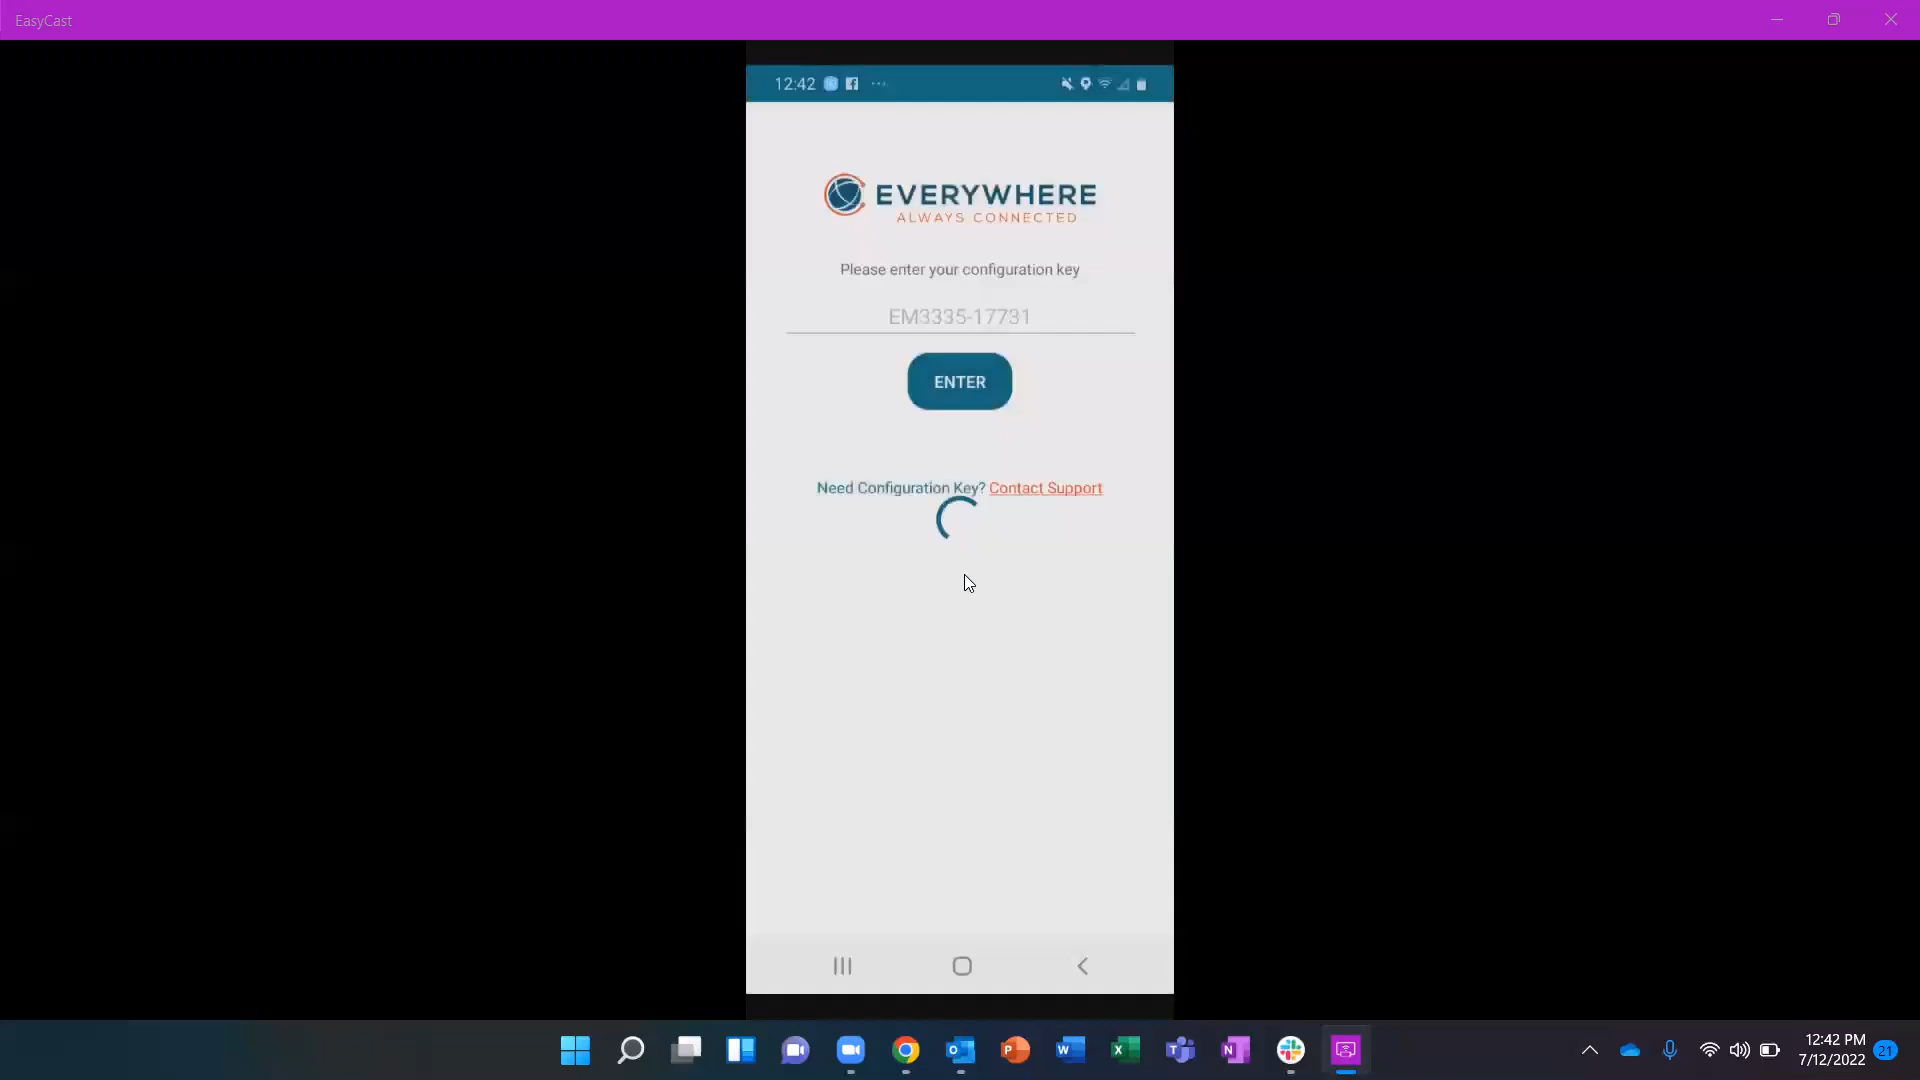 EasyCast
12:42
EVERYWHERE
ALWAYS CONNECTED
Please enter your configuration key
EM3335-17731
ENTER
Need Configuration Key? Contact Support
12:42 PM
7/12/2022
21